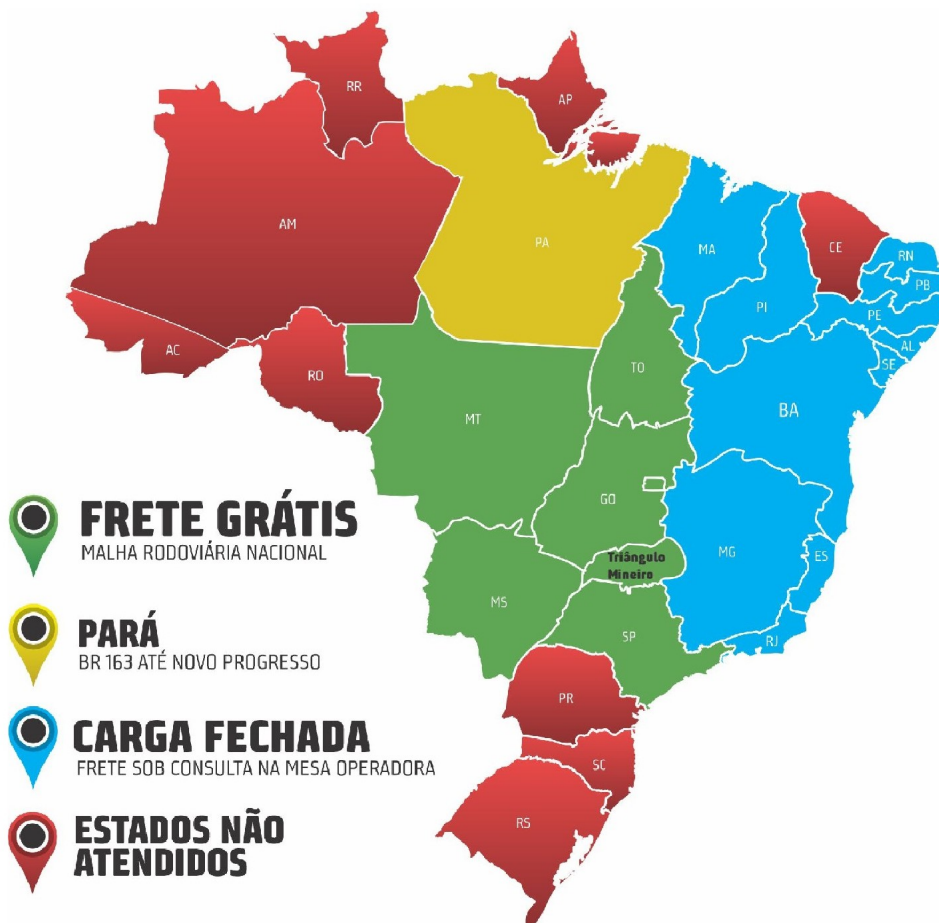 RR
AP
AM
PA
MA
CE
RN
PB
PI
PE
AL
SE
AC
RO
TO
BA
MT
GO
MG
ES
Triângulo
Mineiro
MS
SP
RJ
PR
SC
RS
FRETE GRÁTIS
MALHA RODOVIÁRIA NACIONAL
PARÁ
BR 163 ATÉ NOVO PROGRESSO
CARGA FECHADA
FRETE SOB CONSULTA NA MESA OPERADORA
ESTADOS NÃO
ATENDIDOS